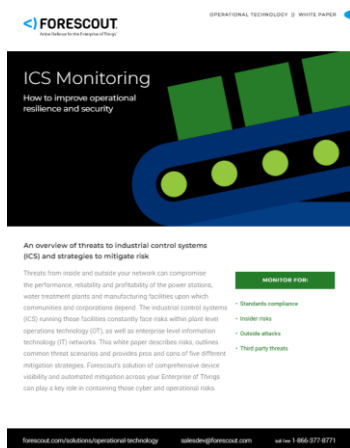 OPERATIONAL TECHNOLOGY || WHITE PAPER
<) FORESCOUT.
Active Defense for the Enterprise of Things
ICS Monitoring
How to improve operational
resilience and security
An overview of threats to industrial control systems
(ICS) and strategies to mitigate risk
Threats from inside and outside your network can compromise
the performance, reliability and profitability of the power stations,
water treatment plants and manufacturing facilities upon which
communities and corporations depend. The industrial control systems
(ICS) running those facilities constantly face risks within plant-level
operations technology (OT), as well as enterprise level information
technology (IT) networks. This white paper describes risks, outlines
common threat scenarios and provides pros and cons of five different
mitigation strategies. Forescout's solution of comprehensive device
visibility and automated mitigation across your Enterprise of Things
can play a key role in containing those cyber and operational risks.
MONITOR FOR:
• Standards compliance
• Insider risks
• Outside attacks
• Third party threats
forescout.com/solutions/operational-technology salesdev@forescout.com toll free 1-866-377-8771